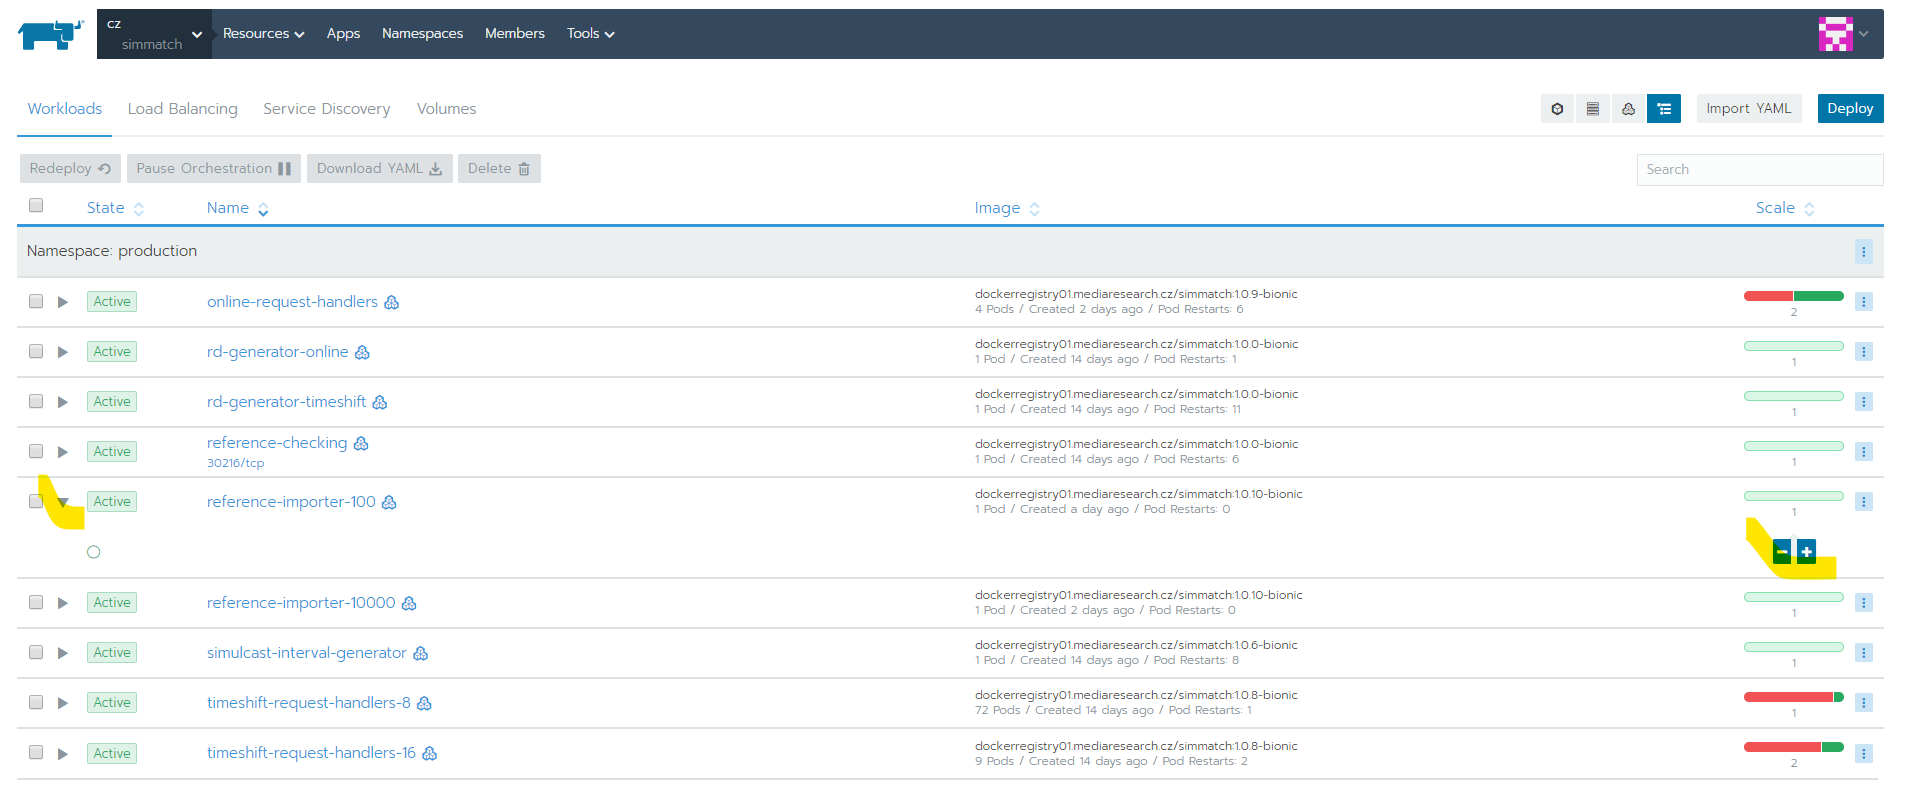 cz
simmatch
Resources Apps Namespaces Members Tools
Workloads Load Balancing Service Discovery Volumes
Import YAML Deploy
Redeploy Pause Orchestration Download YAML Delete
Search
State Name Image Scale
Namespace: production
Active online-request-handlers dockerregistry01.mediaresearch.cz/simmatch:1.0.9-bionic
4 Pods / Created 2 days ago / Pod Restarts: 6
2
Active rd-generator-online dockerregistry01.mediaresearch.cz/simmatch:1.0.0-bionic
1 Pod / Created 14 days ago / Pod Restarts: 1
1
Active rd-generator-timeshift dockerregistry01.mediaresearch.cz/simmatch:1.0.0-bionic
1 Pod / Created 14 days ago / Pod Restarts: 11
1
Active reference-checking dockerregistry01.mediaresearch.cz/simmatch:1.0.0-bionic
30216/tcp 1 Pod / Created 14 days ago / Pod Restarts: 6
1
Active reference-importer-100 dockerregistry01.mediaresearch.cz/simmatch:1.0.10-bionic
1 Pod / Created a day ago / Pod Restarts: 0
1
Active reference-importer-10000 dockerregistry01.mediaresearch.cz/simmatch:1.0.10-bionic
1 Pod / Created 2 days ago / Pod Restarts: 0
1
Active simulcast-interval-generator dockerregistry01.mediaresearch.cz/simmatch:1.0.6-bionic
1 Pod / Created 14 days ago / Pod Restarts: 8
1
Active timeshift-request-handlers-8 dockerregistry01.mediaresearch.cz/simmatch:1.0.8-bionic
72 Pods / Created 14 days ago / Pod Restarts: 1
1
Active timeshift-request-handlers-16 dockerregistry01.mediaresearch.cz/simmatch:1.0.8-bionic
9 Pods / Created 14 days ago / Pod Restarts: 2
2